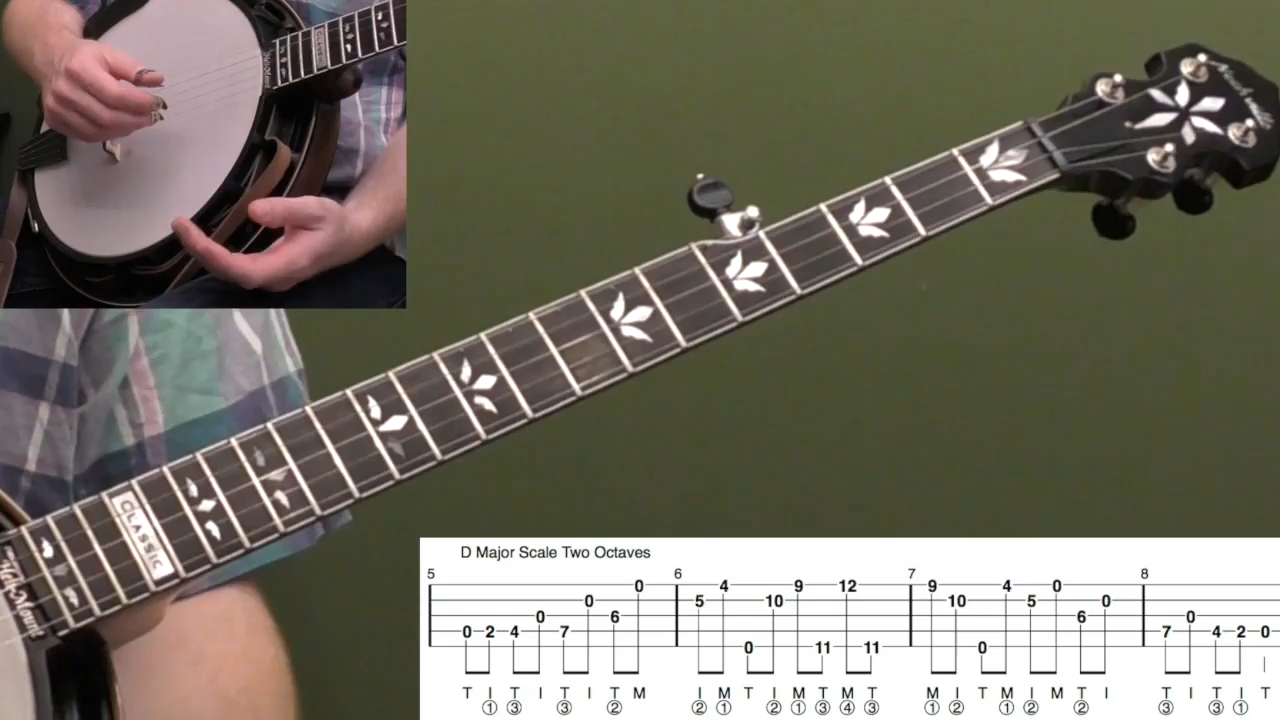 CLASSIC
D Major Scale Two Octaves
5 6 7 8
0 4 9 12 9 4 0
0 5 10 10 5 0
0 6 6 0
0 2 4 7 7 4 2 0
0 11 11 0
T I T I T I T M I M T I M T M T M I T M I M T I T I T I T
1 3 3 2 2 1 2 1 3 4 3 1 2 1 2 2 3 3 1